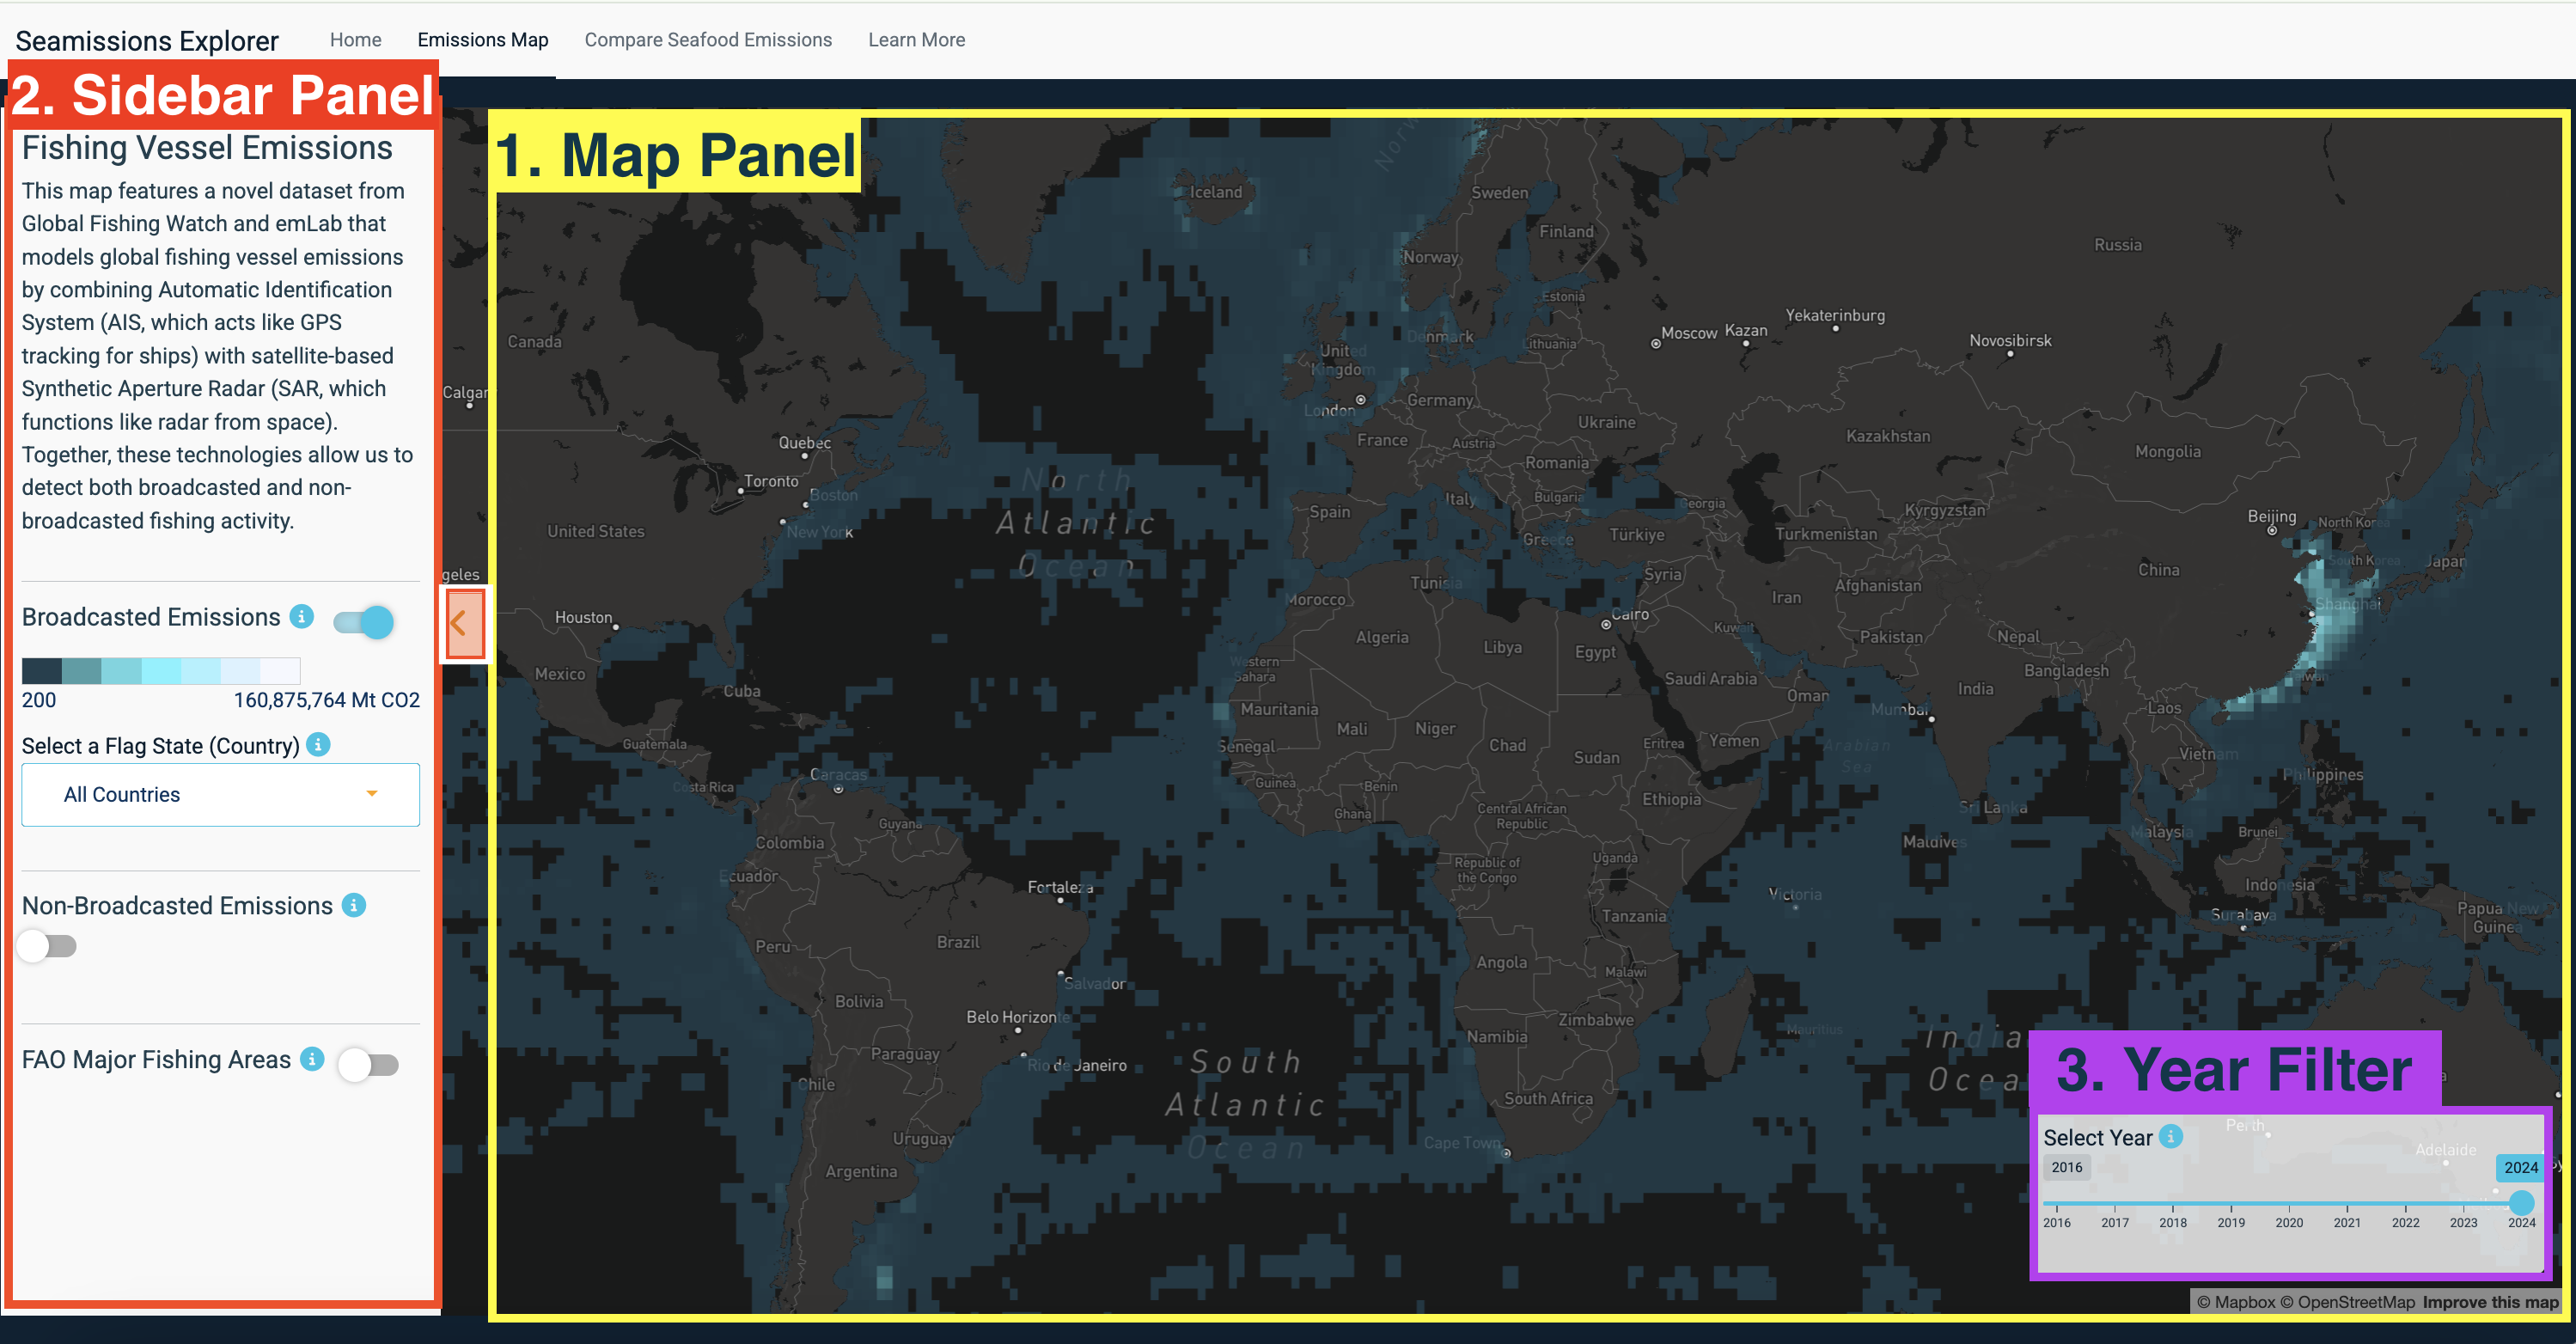 Seamissions Explorer
Home
Emissions Map
Compare Seafood Emissions
Learn More
2. Sidebar Panel
Fishing Vessel Emissions
This map features a novel dataset from
Global Fishing Watch and emLab that
models global fishing vessel emissions
by combining Automatic Identification
System (AIS, which acts like GPS
tracking for ships) with satellite-based
Synthetic Aperture Radar (SAR, which
functions like radar from space).
Together, these technologies allow us to
detect both broadcasted and non-
broadcasted fishing activity.
Broadcasted Emissions
200
160,875,764 Mt CO2
Select a Flag State (Country)
All Countries
Non-Broadcasted Emissions
FAO Major Fishing Areas
1. Map Panel
Iceland
Sweden
Finland
Norway
Russia
Estonia
Canada
Denmark
Lithuania
Moscow
Kazan
Yekaterinburg
Novosibirsk
United
Kingdom
Calgar
London
Germany
Ukraine
Kazakhstan
Mongolia
Quebec
France
Austria
Romania
Toronto
Boston
North
Atlantic
Ocean
Italy
Bulgaria
Georgia
Kyrgyzstan
United States
New York
Spain
Greece
Türkiye
Turkmenistan
Beijing
North Korea
South Korea
Japan
geles
Tunisia
Syria
Afghanistan
China
Houston
Morocco
Cairo
Iran
Shanghai
Algeria
Libya
Egypt
Kuwait
Pakistan
Nepal
Mexico
Western
Sahara
Saudi Arabia
Bangladesh
Taiwan
Cuba
Mauritania
Oman
India
Mumbai
Laos
Guatemala
Mali
Niger
Chad
Sudan
Eritrea
Yemen
Arabian
Sea
Vietnam
Senegal
Philippines
Caracas
Costa Rica
Guinea
Benin
Ghana
Central African
Republic
Ethiopia
Sri Lanka
Guyana
Colombia
Malaysia
Brunei
Maldives
Ecuador
Republic of
the Congo
Uganda
Fortaleza
Victoria
Indonesia
Tanzania
Surabaya
Papua New
Guinea
Peru
Brazil
Angola
Malawi
Salvador
Bolivia
Belo Horizonte
Zimbabwe
Mauritius
Namibia
Paraguay
Rio de Janeiro
South
Atlantic
Ocean
India
Ocea
Chile
South Africa
Uruguay
Cape Town
Argentina
3. Year Filter
Select Year
Perth
Adelaide
2016
2024
2016 2017 2018 2019 2020 2021 2022 2023 2024
© Mapbox © OpenStreetMap Improve this map